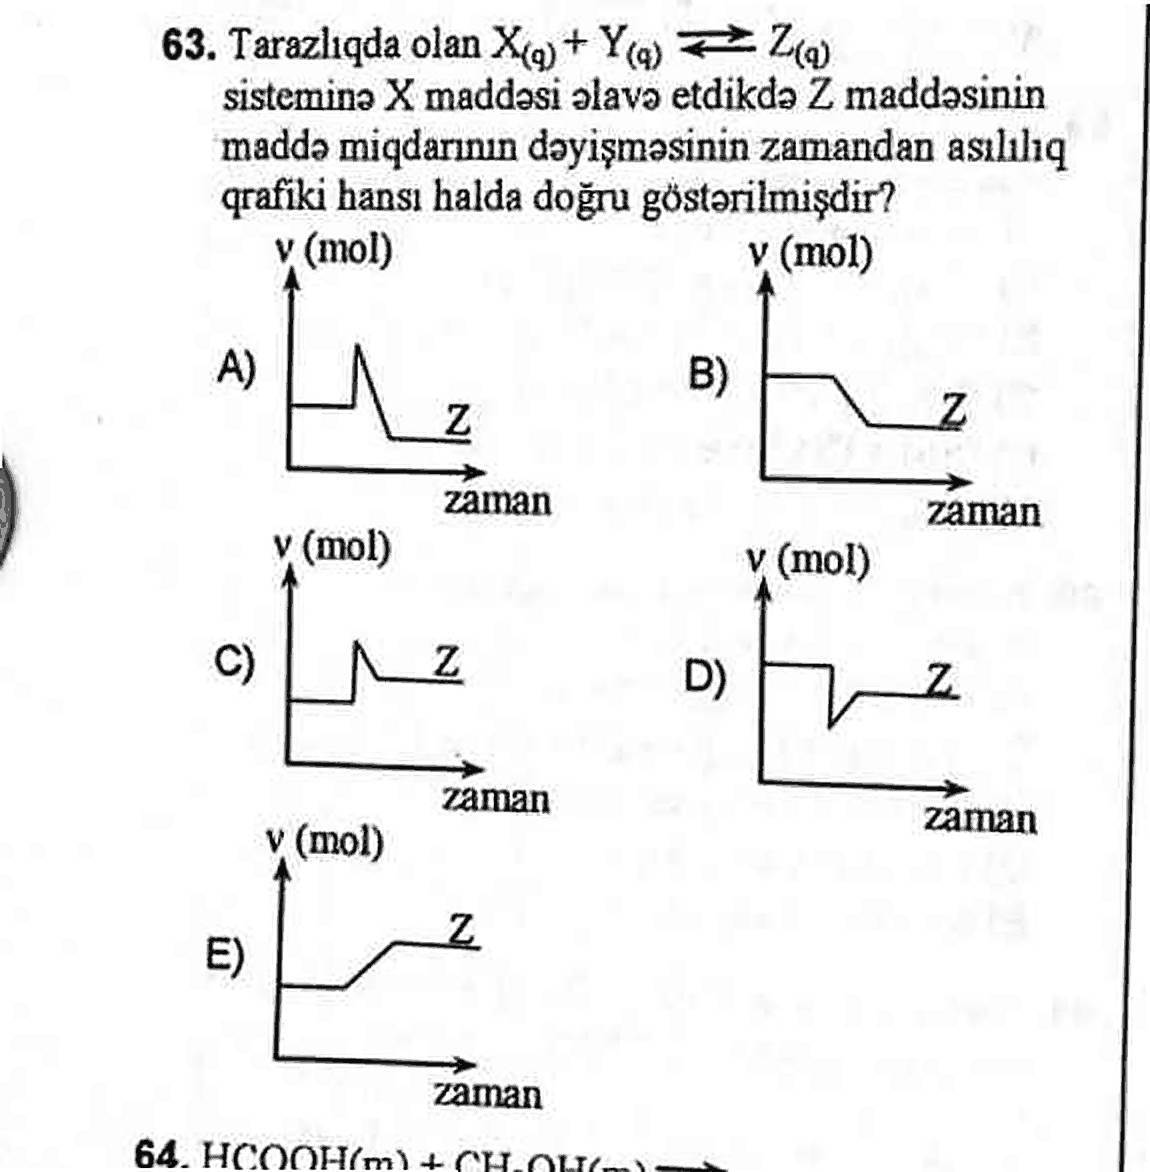 63. Tarazlıqda olan X(q) + Y(q) ⇄ Z(q)
sisteminə X maddəsi əlavə etdikdə Z maddəsinin
maddə miqdarının dəyişməsinin zamandan asılılıq
qrafiki hansı halda doğru göstərilmişdir?
ν (mol)
A)
Z
zaman
ν (mol)
B)
Z
zaman
ν (mol)
C)
Z
zaman
ν (mol)
D)
Z
zaman
ν (mol)
E)
Z
zaman
64. HCOOH(m) + CH₃OH(m) ⟶